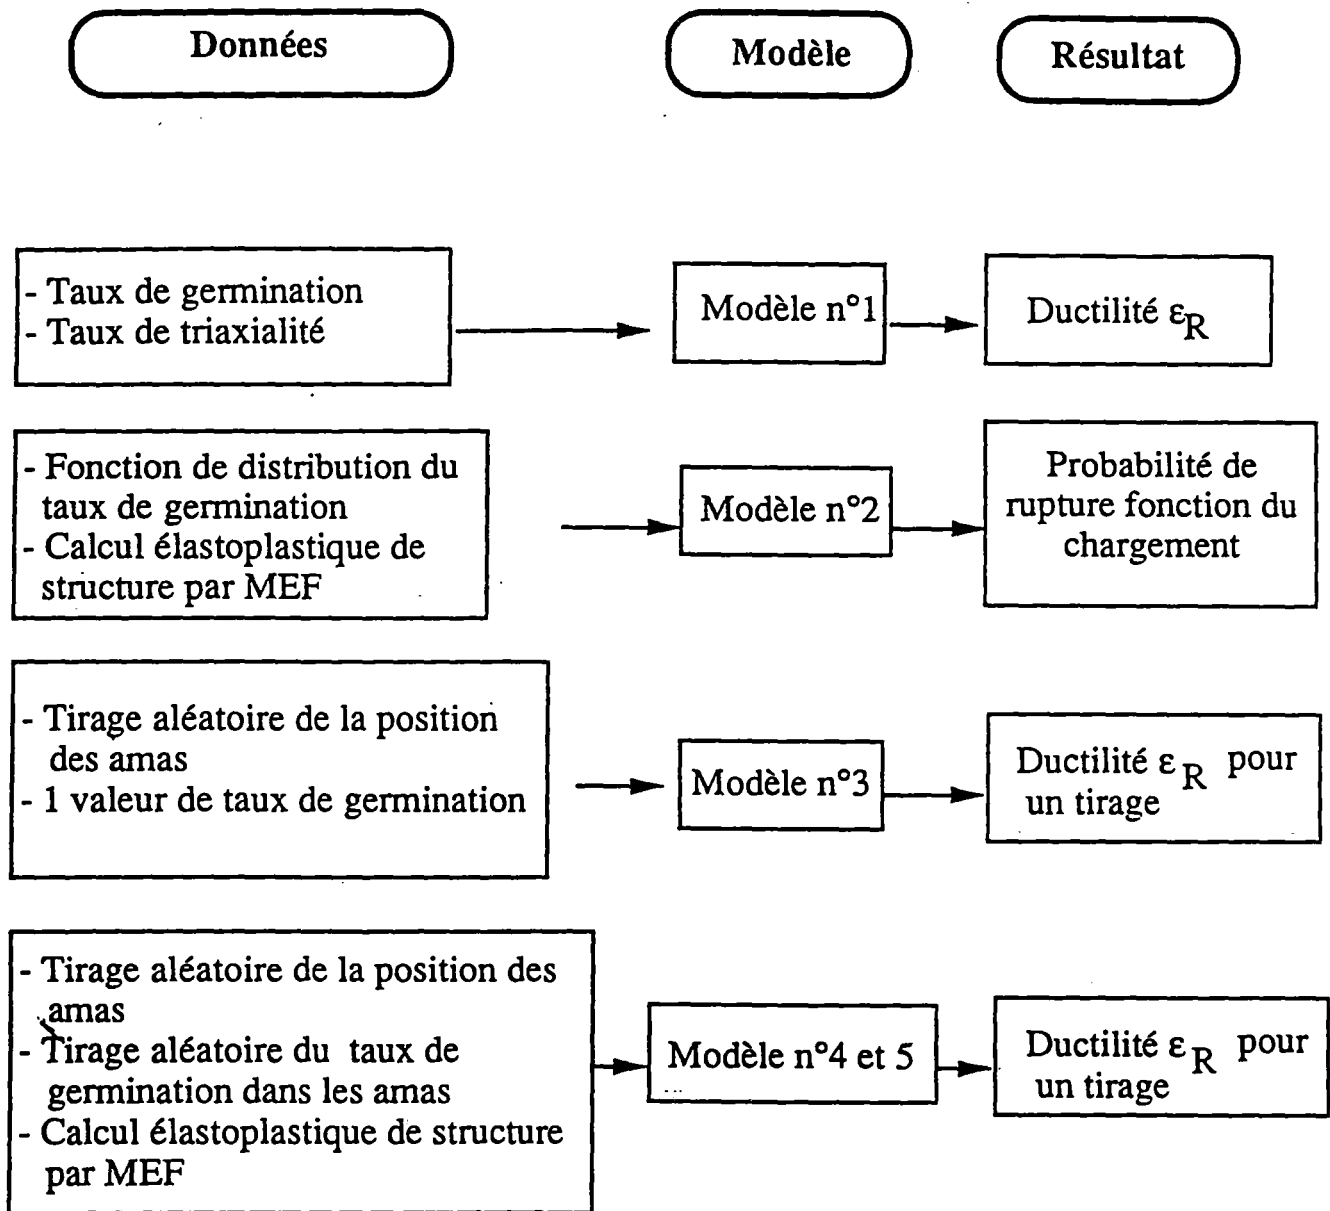 Données
Modèle
Résultat
- Taux de germination
- Taux de triaxialité
Modèle n°1
Ductilité εR
- Fonction de distribution du
taux de germination
- Calcul élastoplastique de
structure par MEF
Modèle n°2
Probabilité de
rupture fonction du
chargement
- Tirage aléatoire de la position
des amas
- 1 valeur de taux de germination
Modèle n°3
Ductilité εR pour
un tirage
- Tirage aléatoire de la position des
amas
- Tirage aléatoire du taux de
germination dans les amas
- Calcul élastoplastique de structure
par MEF
Modèle n°4 et 5
Ductilité εR pour
un tirage